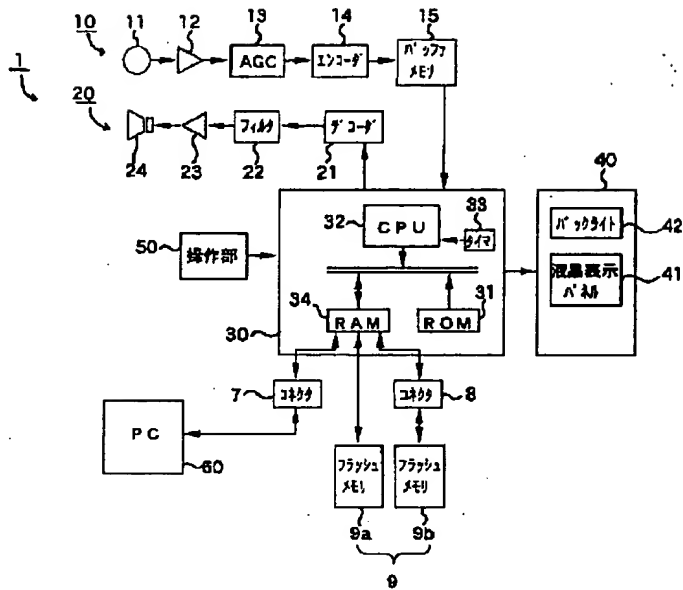 10
11
12
13
14
15
AGC
エンコーダ
バッファ
メモリ
1
20
24
23
フィルタ
22
デコーダ
21
50
操作部
32
CPU
33
タイマ
34
RAM
31
ROM
30
40
バックライト
42
液晶表示
パネル
41
7
コネクタ
コネクタ
8
PC
60
フラッシュ
メモリ
フラッシュ
メモリ
9a
9b
9